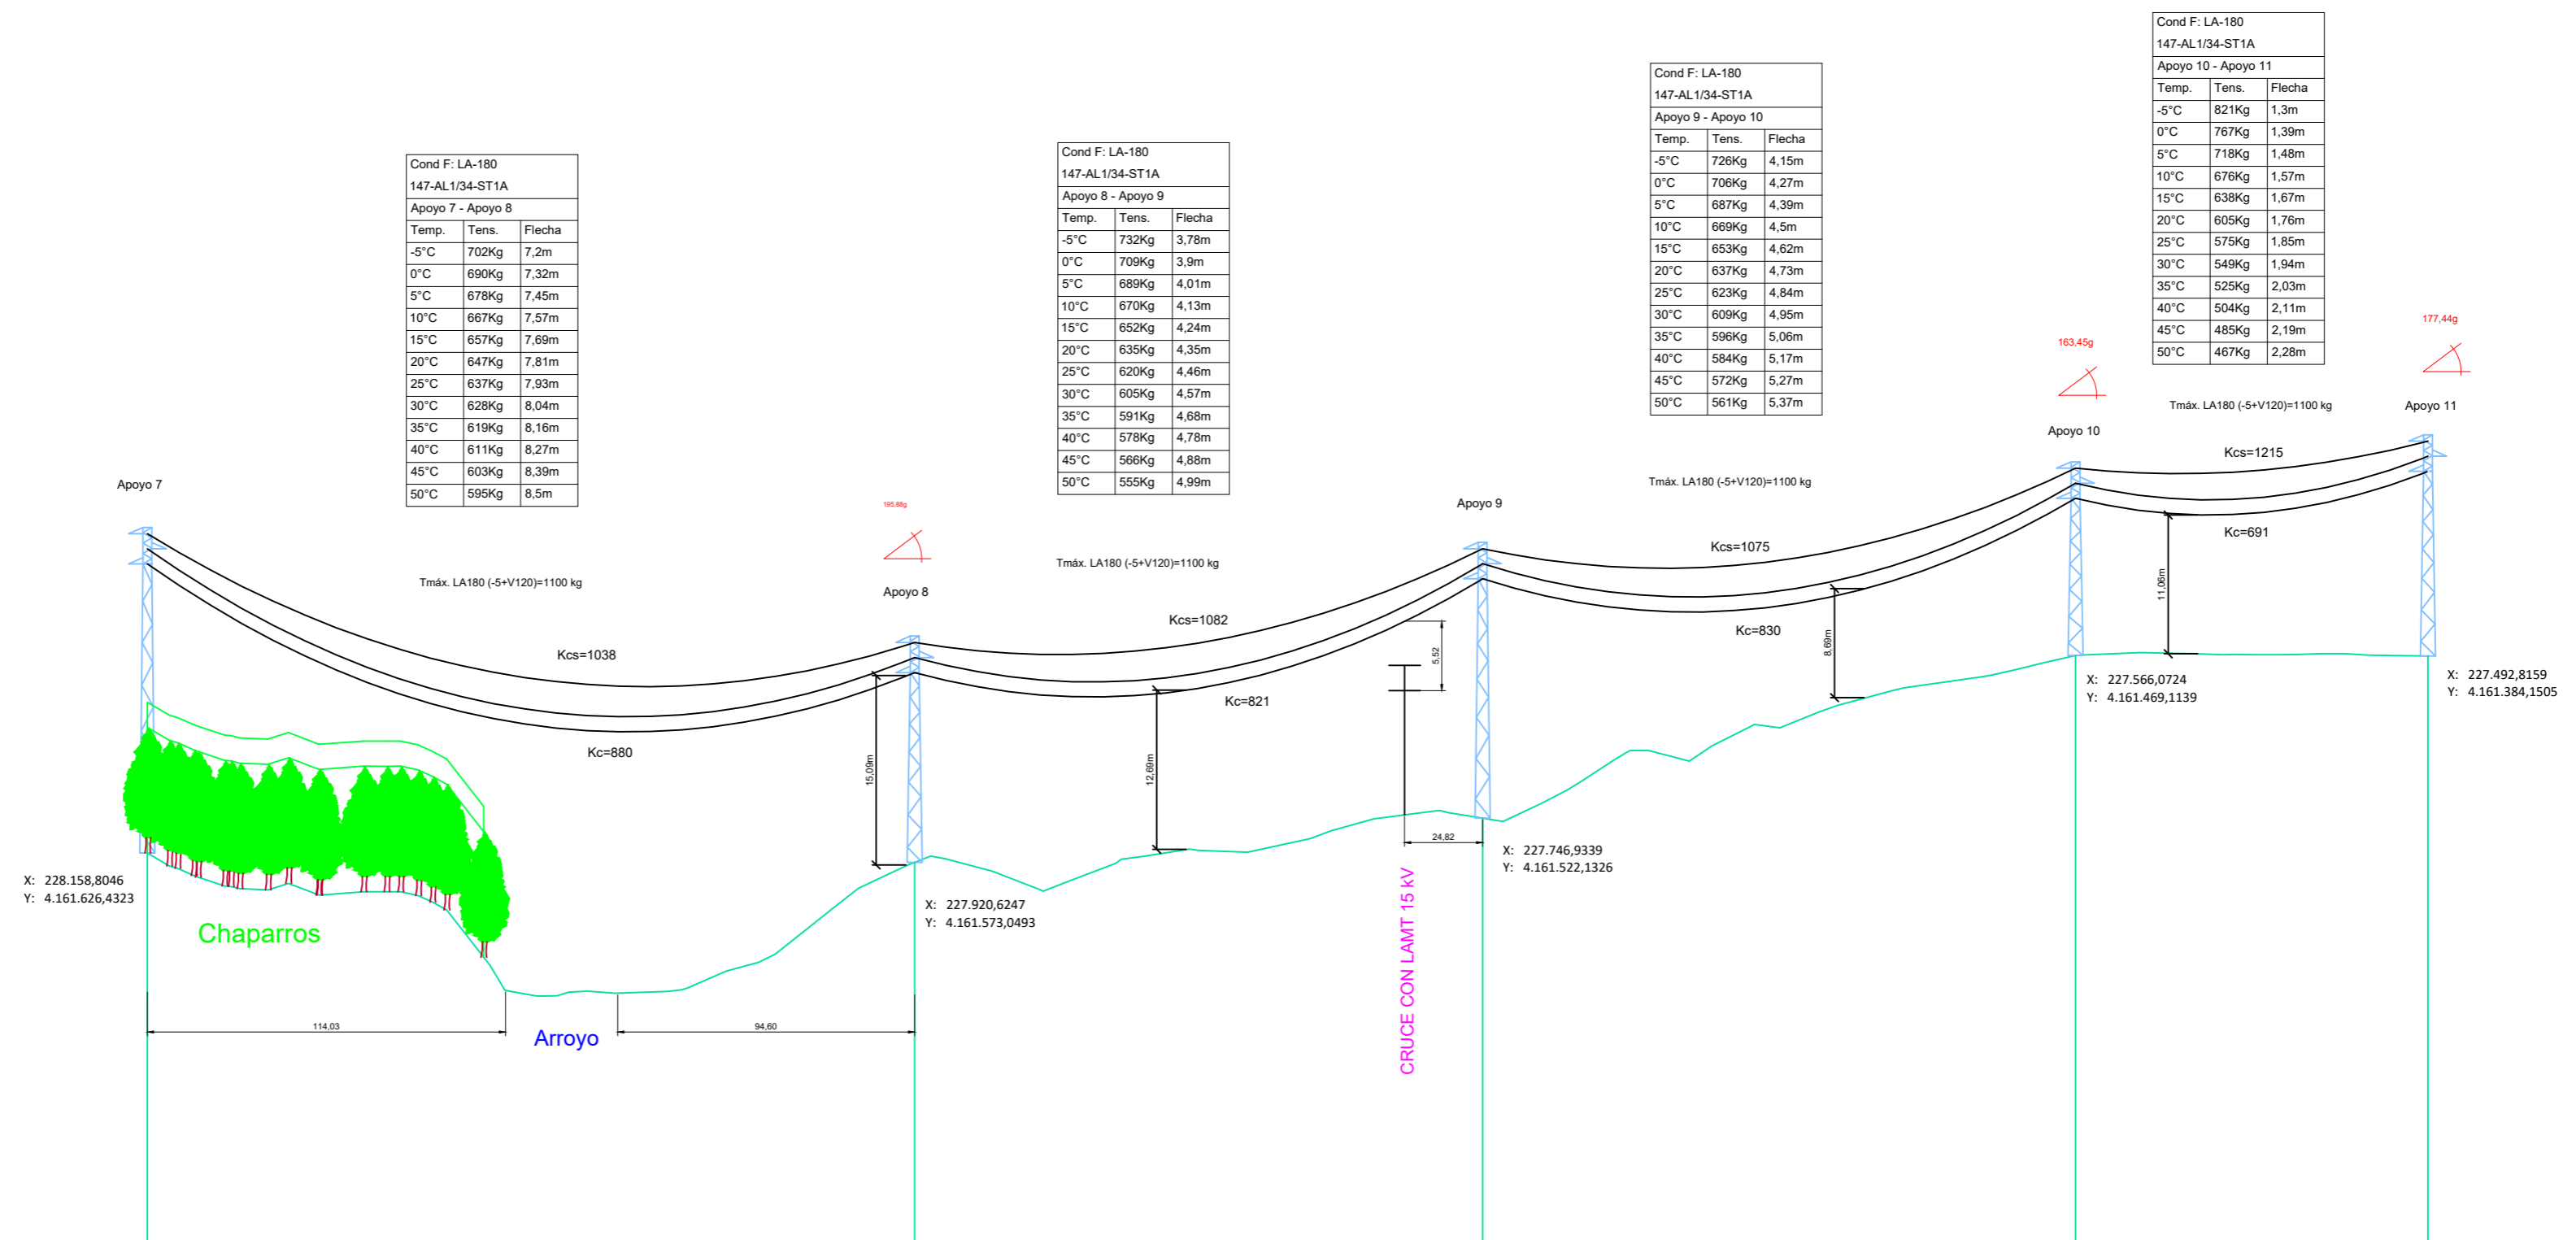 Cond F: LA-180
147-AL1/34-ST1A
Apoyo 7 - Apoyo 8
Temp. Tens. Flecha
-5°C 702Kg 7,2m
0°C 690Kg 7,32m
5°C 678Kg 7,45m
10°C 667Kg 7,57m
15°C 657Kg 7,69m
20°C 647Kg 7,81m
25°C 637Kg 7,93m
30°C 628Kg 8,04m
35°C 619Kg 8,16m
40°C 611Kg 8,27m
45°C 603Kg 8,39m
50°C 595Kg 8,5m
Cond F: LA-180
147-AL1/34-ST1A
Apoyo 8 - Apoyo 9
Temp. Tens. Flecha
-5°C 732Kg 3,78m
0°C 709Kg 3,9m
5°C 689Kg 4,01m
10°C 670Kg 4,13m
15°C 652Kg 4,24m
20°C 635Kg 4,35m
25°C 620Kg 4,46m
30°C 605Kg 4,57m
35°C 591Kg 4,68m
40°C 578Kg 4,78m
45°C 566Kg 4,88m
50°C 555Kg 4,99m
Cond F: LA-180
147-AL1/34-ST1A
Apoyo 9 - Apoyo 10
Temp. Tens. Flecha
-5°C 726Kg 4,15m
0°C 706Kg 4,27m
5°C 687Kg 4,39m
10°C 669Kg 4,5m
15°C 653Kg 4,62m
20°C 637Kg 4,73m
25°C 623Kg 4,84m
30°C 609Kg 4,95m
35°C 596Kg 5,06m
40°C 584Kg 5,17m
45°C 572Kg 5,27m
50°C 561Kg 5,37m
Cond F: LA-180
147-AL1/34-ST1A
Apoyo 10 - Apoyo 11
Temp. Tens. Flecha
-5°C 821Kg 1,3m
0°C 767Kg 1,39m
5°C 718Kg 1,48m
10°C 676Kg 1,57m
15°C 638Kg 1,67m
20°C 605Kg 1,76m
25°C 575Kg 1,85m
30°C 549Kg 1,94m
35°C 525Kg 2,03m
40°C 504Kg 2,11m
45°C 485Kg 2,19m
50°C 467Kg 2,28m
Apoyo 7
Tmáx. LA180 (-5+V120)=1100 kg
Kcs=1038
Kc=880
195,88g
Apoyo 8
15,09m
Tmáx. LA180 (-5+V120)=1100 kg
Kcs=1082
Kc=821
12,69m
5,52
24,82
Apoyo 9
Tmáx. LA180 (-5+V120)=1100 kg
Kcs=1075
Kc=830
8,69m
163,45g
Apoyo 10
Tmáx. LA180 (-5+V120)=1100 kg
Kcs=1215
Kc=691
11,06m
177,44g
Apoyo 11
X: 228.158,8046
Y: 4.161.626,4323
Chaparros
114,03
Arroyo
94,60
X: 227.920,6247
Y: 4.161.573,0493
CRUCE CON LAMT 15 kV
X: 227.746,9339
Y: 4.161.522,1326
X: 227.566,0724
Y: 4.161.469,1139
X: 227.492,8159
Y: 4.161.384,1505